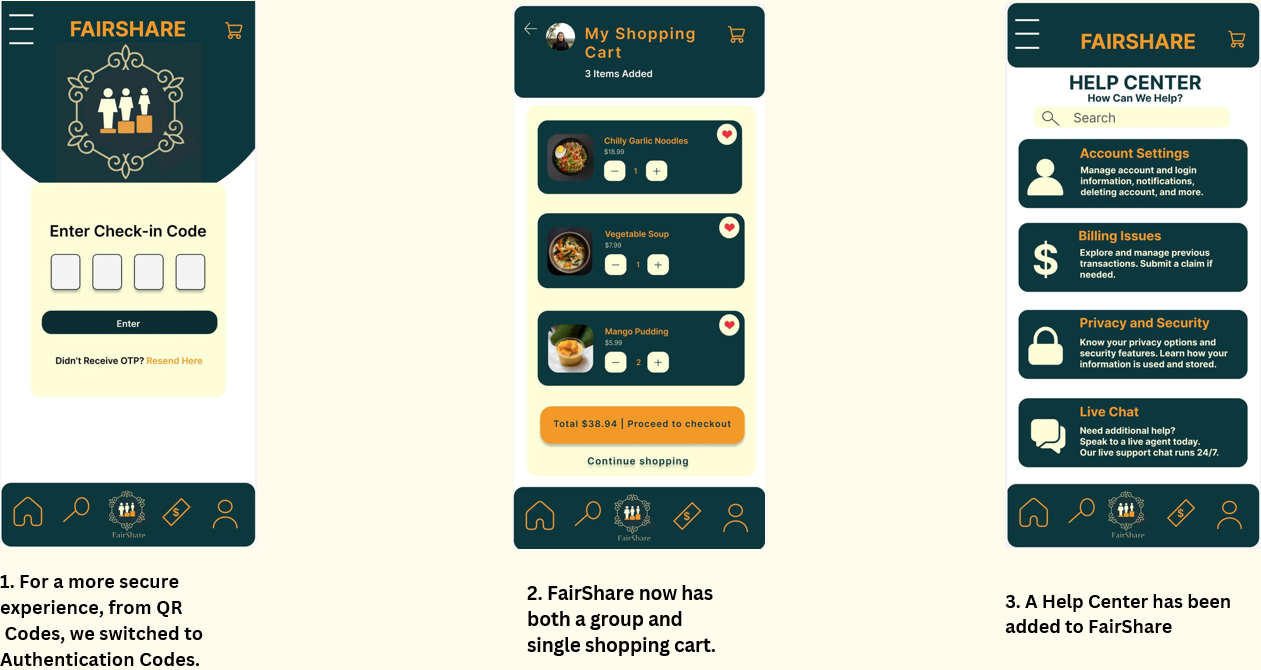 FAIRSHARE
Enter Check-in Code
Enter
Didn't Receive OTP? Resend Here
$
FairShare
1. For a more secure
experience, from QR
Codes, we switched to
Authentication Codes.
My Shopping
Cart
3 Items Added
Chilly Garlic Noodles
$18.99
− 1 +
Vegetable Soup
$7.99
− 1 +
Mango Pudding
$5.99
− 2 +
Total $38.94 | Proceed to checkout
Continue shopping
$
FairShare
2. FairShare now has
both a group and
single shopping cart.
FAIRSHARE
HELP CENTER
How Can We Help?
Search
Account Settings
Manage account and login
information, notifications,
deleting account, and more.
$
Billing Issues
Explore and manage previous
transactions. Submit a claim if
needed.
Privacy and Security
Know your privacy options and
security features. Learn how your
information is used and stored.
Live Chat
Need additional help?
Speak to a live agent today.
Our live support chat runs 24/7.
$
FairShare
3. A Help Center has been
added to FairShare